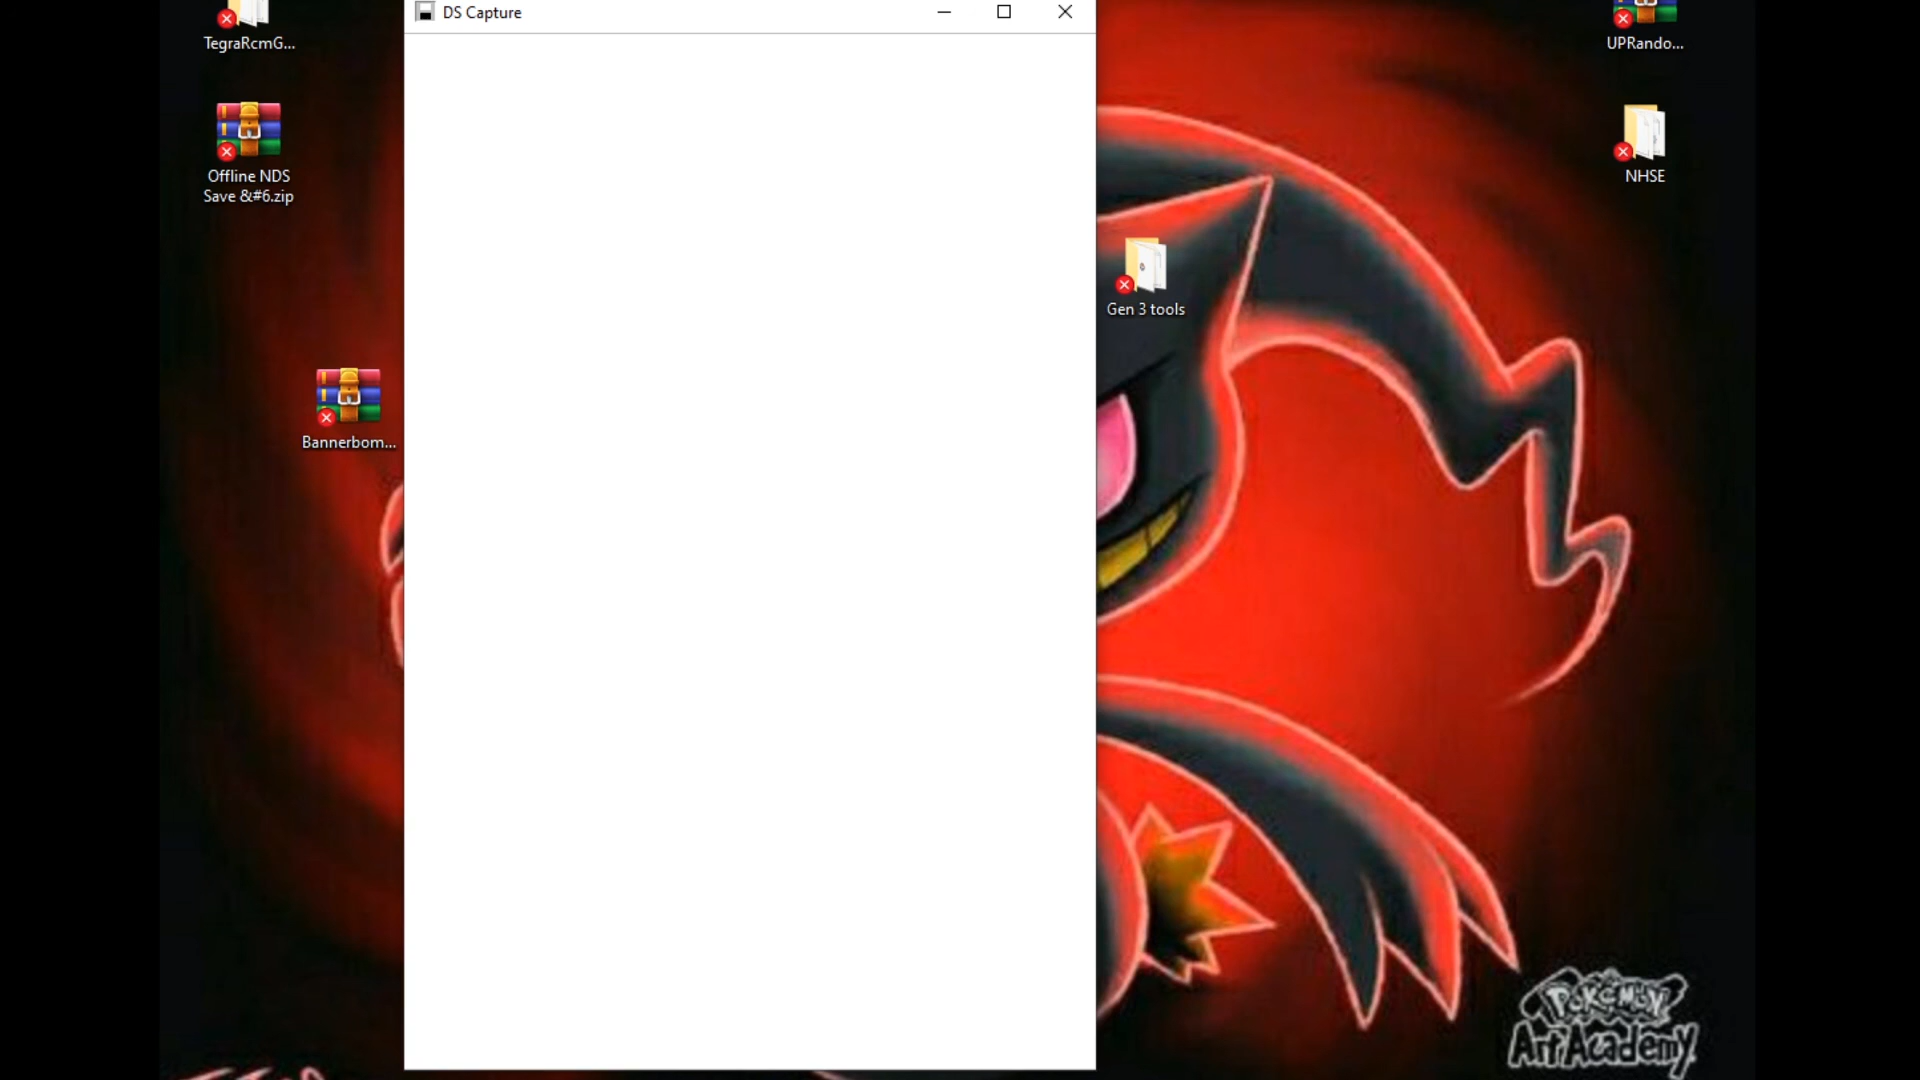 DS Capture
TegraRcmG...
UPRando...
Offline NDS
Save &#6.zip
NHSE
Gen 3 tools
Bannerbom...
POKéMON
Art Academy